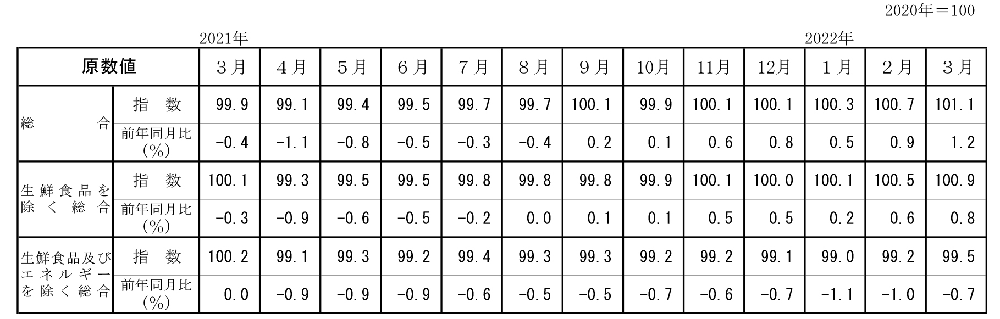 2020年＝100
2021年 2022年
原数値 3月 4月 5月 6月 7月 8月 9月 10月 11月 12月 1月 2月 3月
総合 指数 99.9 99.1 99.4 99.5 99.7 99.7 100.1 99.9 100.1 100.1 100.3 100.7 101.1
前年同月比
(%) -0.4 -1.1 -0.8 -0.5 -0.3 -0.4 0.2 0.1 0.6 0.8 0.5 0.9 1.2
生鮮食品を
除く総合
指数 100.1 99.3 99.5 99.5 99.8 99.8 99.8 99.9 100.1 100.0 100.1 100.5 100.9
前年同月比
(%) -0.3 -0.9 -0.6 -0.5 -0.2 0.0 0.1 0.1 0.5 0.5 0.2 0.6 0.8
生鮮食品及び
エネルギー
を除く総合
指数 100.2 99.1 99.3 99.2 99.4 99.3 99.3 99.2 99.2 99.1 99.0 99.2 99.5
前年同月比
(%) 0.0 -0.9 -0.9 -0.9 -0.6 -0.5 -0.5 -0.7 -0.6 -0.7 -1.1 -1.0 -0.7